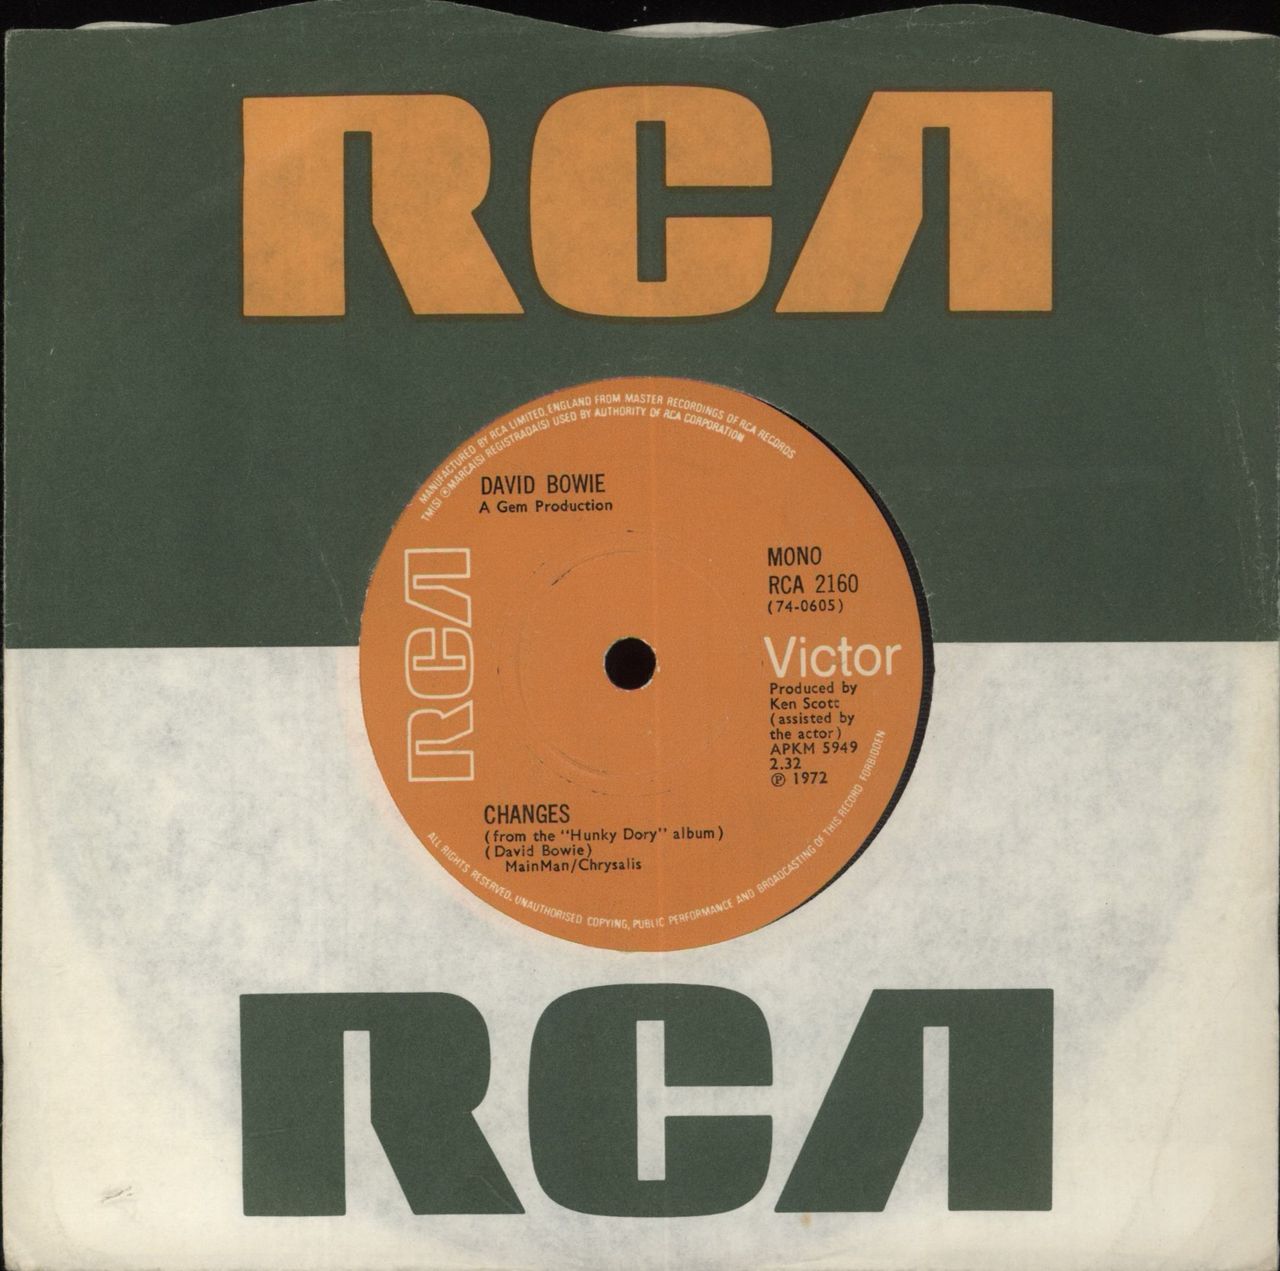 RCA
MANUFACTURED BY RCA LIMITED, ENGLAND FROM MASTER RECORDINGS OF RCA RECORDS
TM(S) ® MARCA(S) REGISTRADA(S) USED BY AUTHORITY OF RCA CORPORATION
DAVID BOWIE
A Gem Production
RCA
MONO
RCA 2160
(74-0605)
Victor
Produced by
Ken Scott
(assisted by
the actor)
APKM 5949
2.32
℗ 1972
CHANGES
(from the "Hunky Dory" album)
(David Bowie)
MainMan/Chrysalis
ALL RIGHTS RESERVED. UNAUTHORISED COPYING, PUBLIC PERFORMANCE AND BROADCASTING OF THIS RECORD FORBIDDEN
RCA